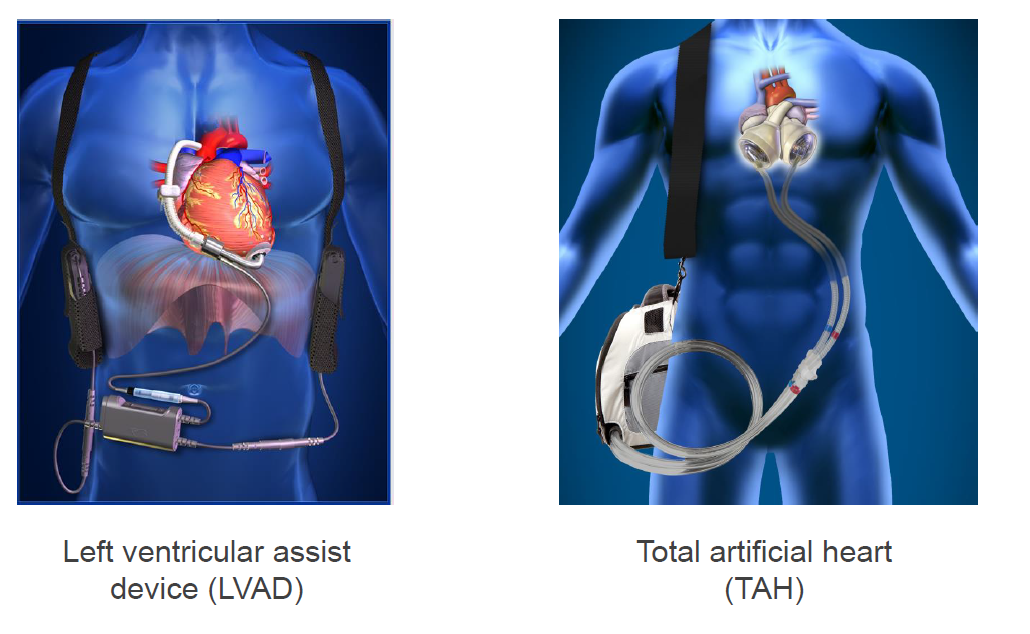 Left ventricular assist
device (LVAD)
Total artificial heart
(TAH)